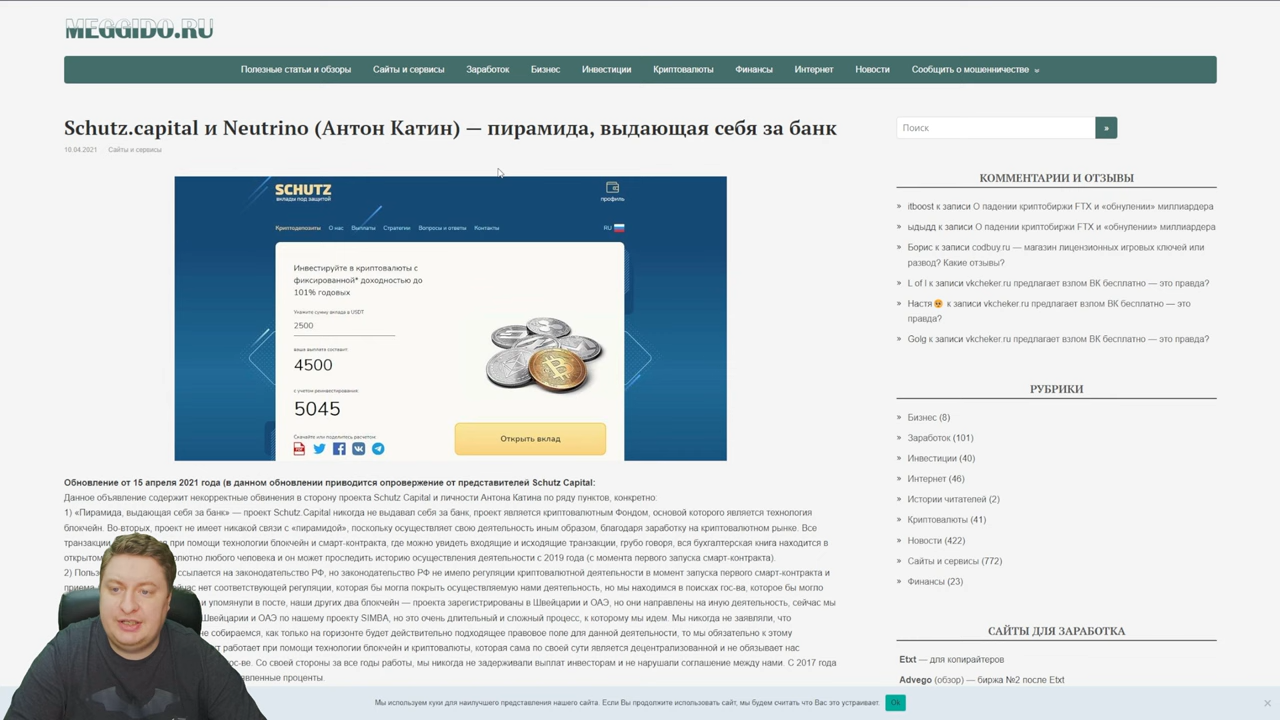 MEGGIDO.RU
Полезные статьи и обзоры Сайты и сервисы Заработок Бизнес Инвестиции Криптовалюты Финансы Интернет Новости Сообщить о мошенничестве
Schutz.capital и Neutrino (Антон Катин) — пирамида, выдающая себя за банк
10.04.2021 Сайты и сервисы
SCHUTZ
вклады под защитой
профиль
Криптодепозиты О нас Выплаты Стратегии Вопросы и ответы Контакты
RU
Инвестируйте в криптовалюты с
фиксированной* доходностью до
101% годовых
Укажите сумму вклада в USDT
2500
ваша выплата составит:
4500
с учетом реинвестирования:
5045
Скачайте или поделитесь расчетом:
Открыть вклад
Обновление от 15 апреля 2021 года (в данном обновлении приводится опровержение от представителей Schutz Capital:
Данное объявление содержит некорректные обвинения в сторону проекта Schutz Capital и личности Антона Катина по ряду пунктов, конкретно:
1) «Пирамида, выдающая себя за банк» — проект Schutz Capital никогда не выдавал себя за банк, проект является криптовалютным Фондом, основой которого является технология
блокчейн. Во-вторых, проект не имеет никакой связи с «пирамидой», поскольку осуществляет свою деятельность иным образом, благодаря заработку на криптовалютном рынке. Все
при помощи технологии блокчейн и смарт-контракта, где можно увидеть входящие и исходящие транзакции, грубо говоря, вся бухгалтерская книга находится в
любого человека и он может проследить историю осуществления деятельности с 2019 года (с момента первого запуска смарт-контракта).
2) ссылается на законодательство РФ, но законодательство РФ не имело регуляции криптовалютной деятельности в момент запуска первого смарт-контракта и
нет соответствующей регуляции, которая бы могла покрыть осуществляемую нами деятельность, но мы находимся в поисках гос-ва, которое бы могло
и упомянули в посте, наши других два блокчейн — проекта зарегистрированы в Швейцарии и ОАЭ, но они направлены на иную деятельность, сейчас мы
Швейцарии и ОАЭ по нашему проекту SIMBA, но это очень длительный и сложный процесс, к которому мы идем. Мы никогда не заявляли, что
не собираемся, как только на горизонте будет действительно подходящее правовое поле для данной деятельности, то мы обязательно к этому
работает при помощи технологии блокчейн и криптовалюты, которая сама по своей сути является децентрализованной и не обязывает нас
Со своей стороны за все годы работы, мы никогда не задерживали выплат инвесторам и не нарушали соглашение между нами. С 2017 года
проценты.
Поиск
»
КОММЕНТАРИИ И ОТЗЫВЫ
» itboost к записи О падении криптобиржи FTX и «обнулении» миллиардера
» ыдыдд к записи О падении криптобиржи FTX и «обнулении» миллиардера
» Борис к записи codbuy.ru — магазин лицензионных игровых ключей или
развод? Какие отзывы?
» L of l к записи vkcheker.ru предлагает взлом ВК бесплатно — это правда?
» Настя к записи vkcheker.ru предлагает взлом ВК бесплатно — это
правда?
» Golg к записи vkcheker.ru предлагает взлом ВК бесплатно — это правда?
РУБРИКИ
» Бизнес (8)
» Заработок (101)
» Инвестиции (40)
» Интернет (46)
» Истории читателей (2)
» Криптовалюты (41)
» Новости (422)
» Сайты и сервисы (772)
» Финансы (23)
САЙТЫ ДЛЯ ЗАРАБОТКА
Etxt — для копирайтеров
Advego (обзор) — биржа №2 после Etxt
Мы используем куки для наилучшего представления нашего сайта. Если Вы продолжите использовать сайт, мы будем считать что Вас это устраивает.
Ok